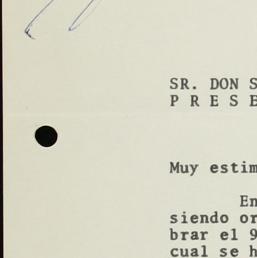 SR. DON S
P R E S E
Muy estim
En
siendo or
brar el 9
cual se h